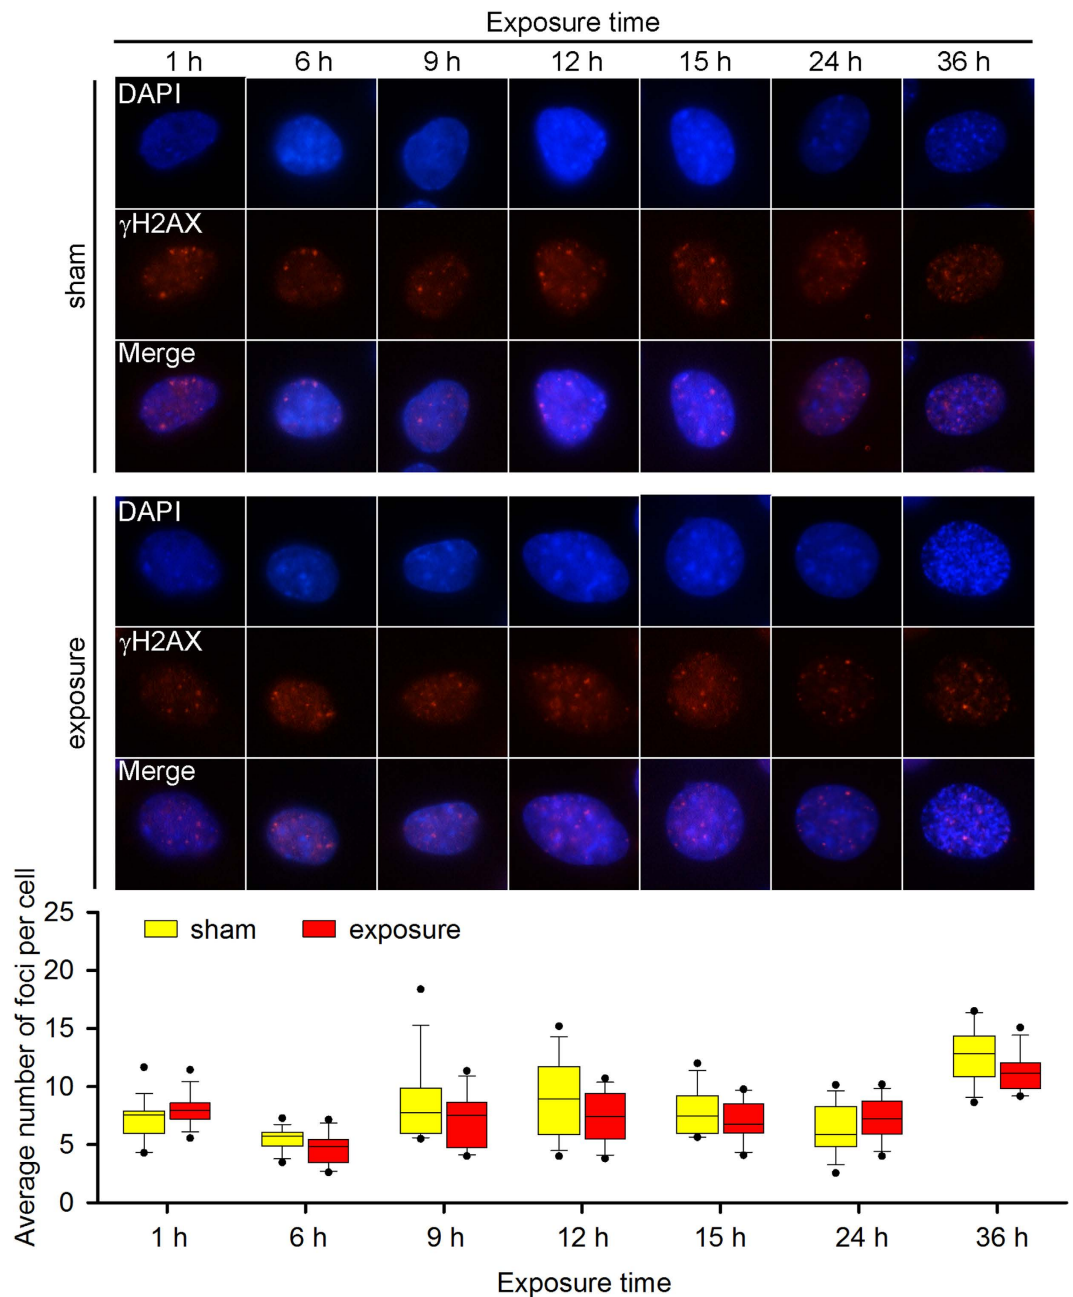 Exposure time
1 h 6 h 9 h 12 h 15 h 24 h 36 h
sham
DAPI
γH2AX
Merge
exposure
DAPI
γH2AX
Merge
Average number of foci per cell
25
20
15
10
5
0
sham exposure
1 h 6 h 9 h 12 h 15 h 24 h 36 h
Exposure time